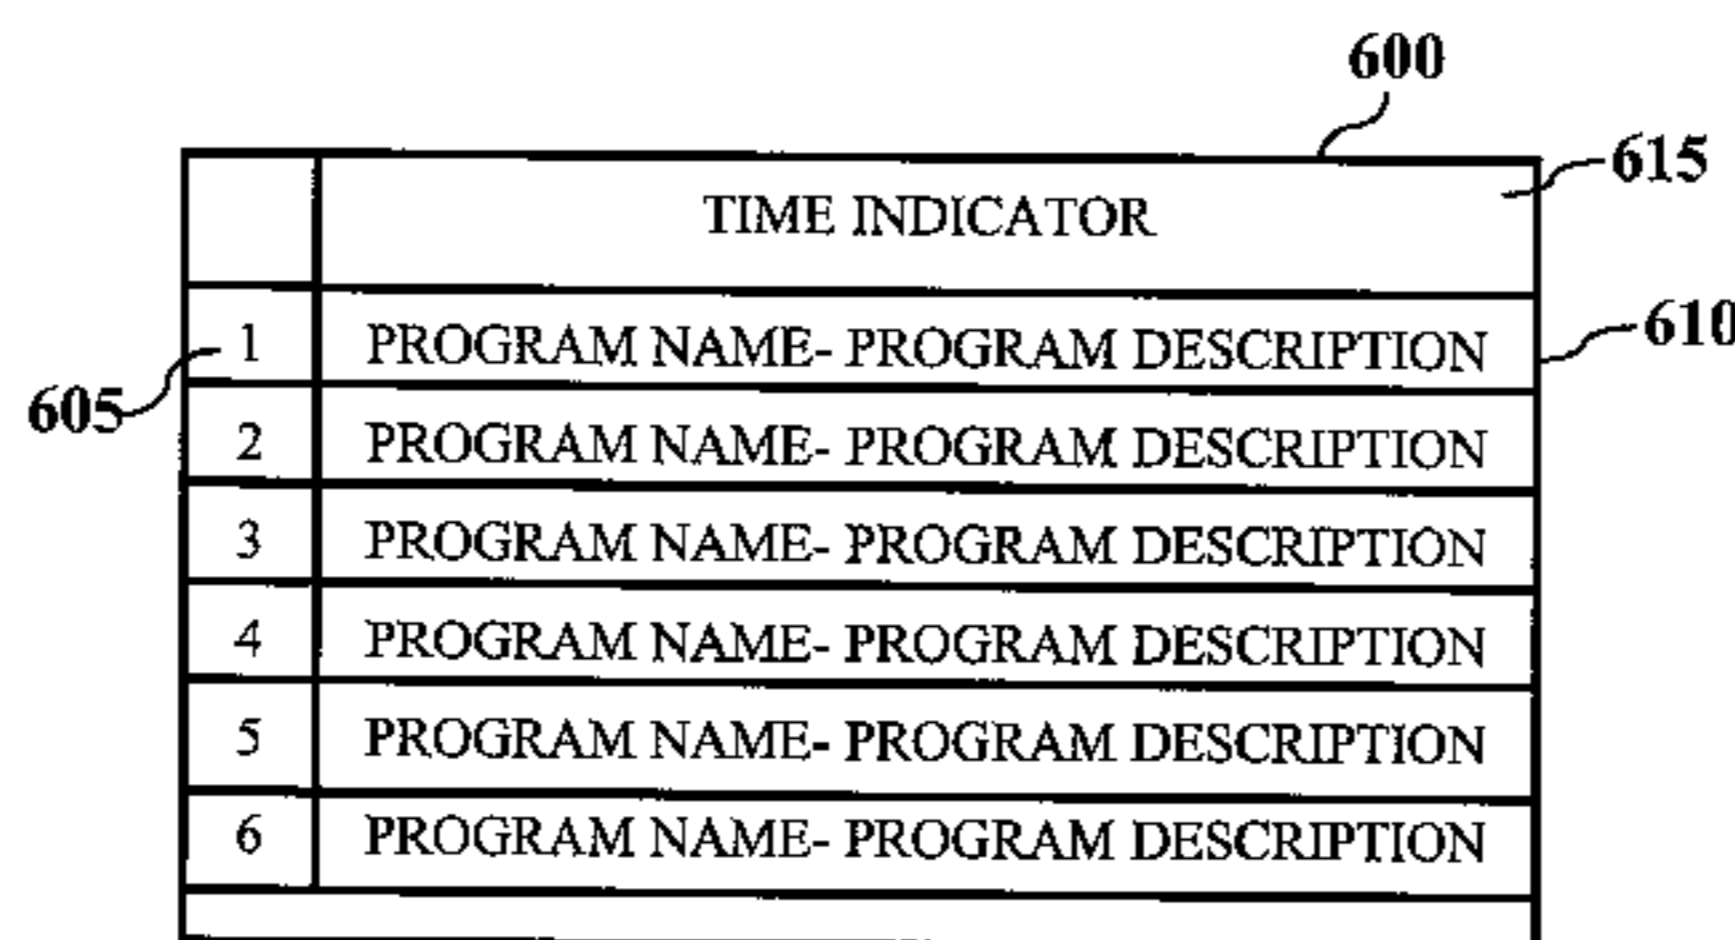 600
615
TIME INDICATOR
610
1 PROGRAM NAME- PROGRAM DESCRIPTION
605
2 PROGRAM NAME- PROGRAM DESCRIPTION
3 PROGRAM NAME- PROGRAM DESCRIPTION
4 PROGRAM NAME- PROGRAM DESCRIPTION
5 PROGRAM NAME- PROGRAM DESCRIPTION
6 PROGRAM NAME- PROGRAM DESCRIPTION